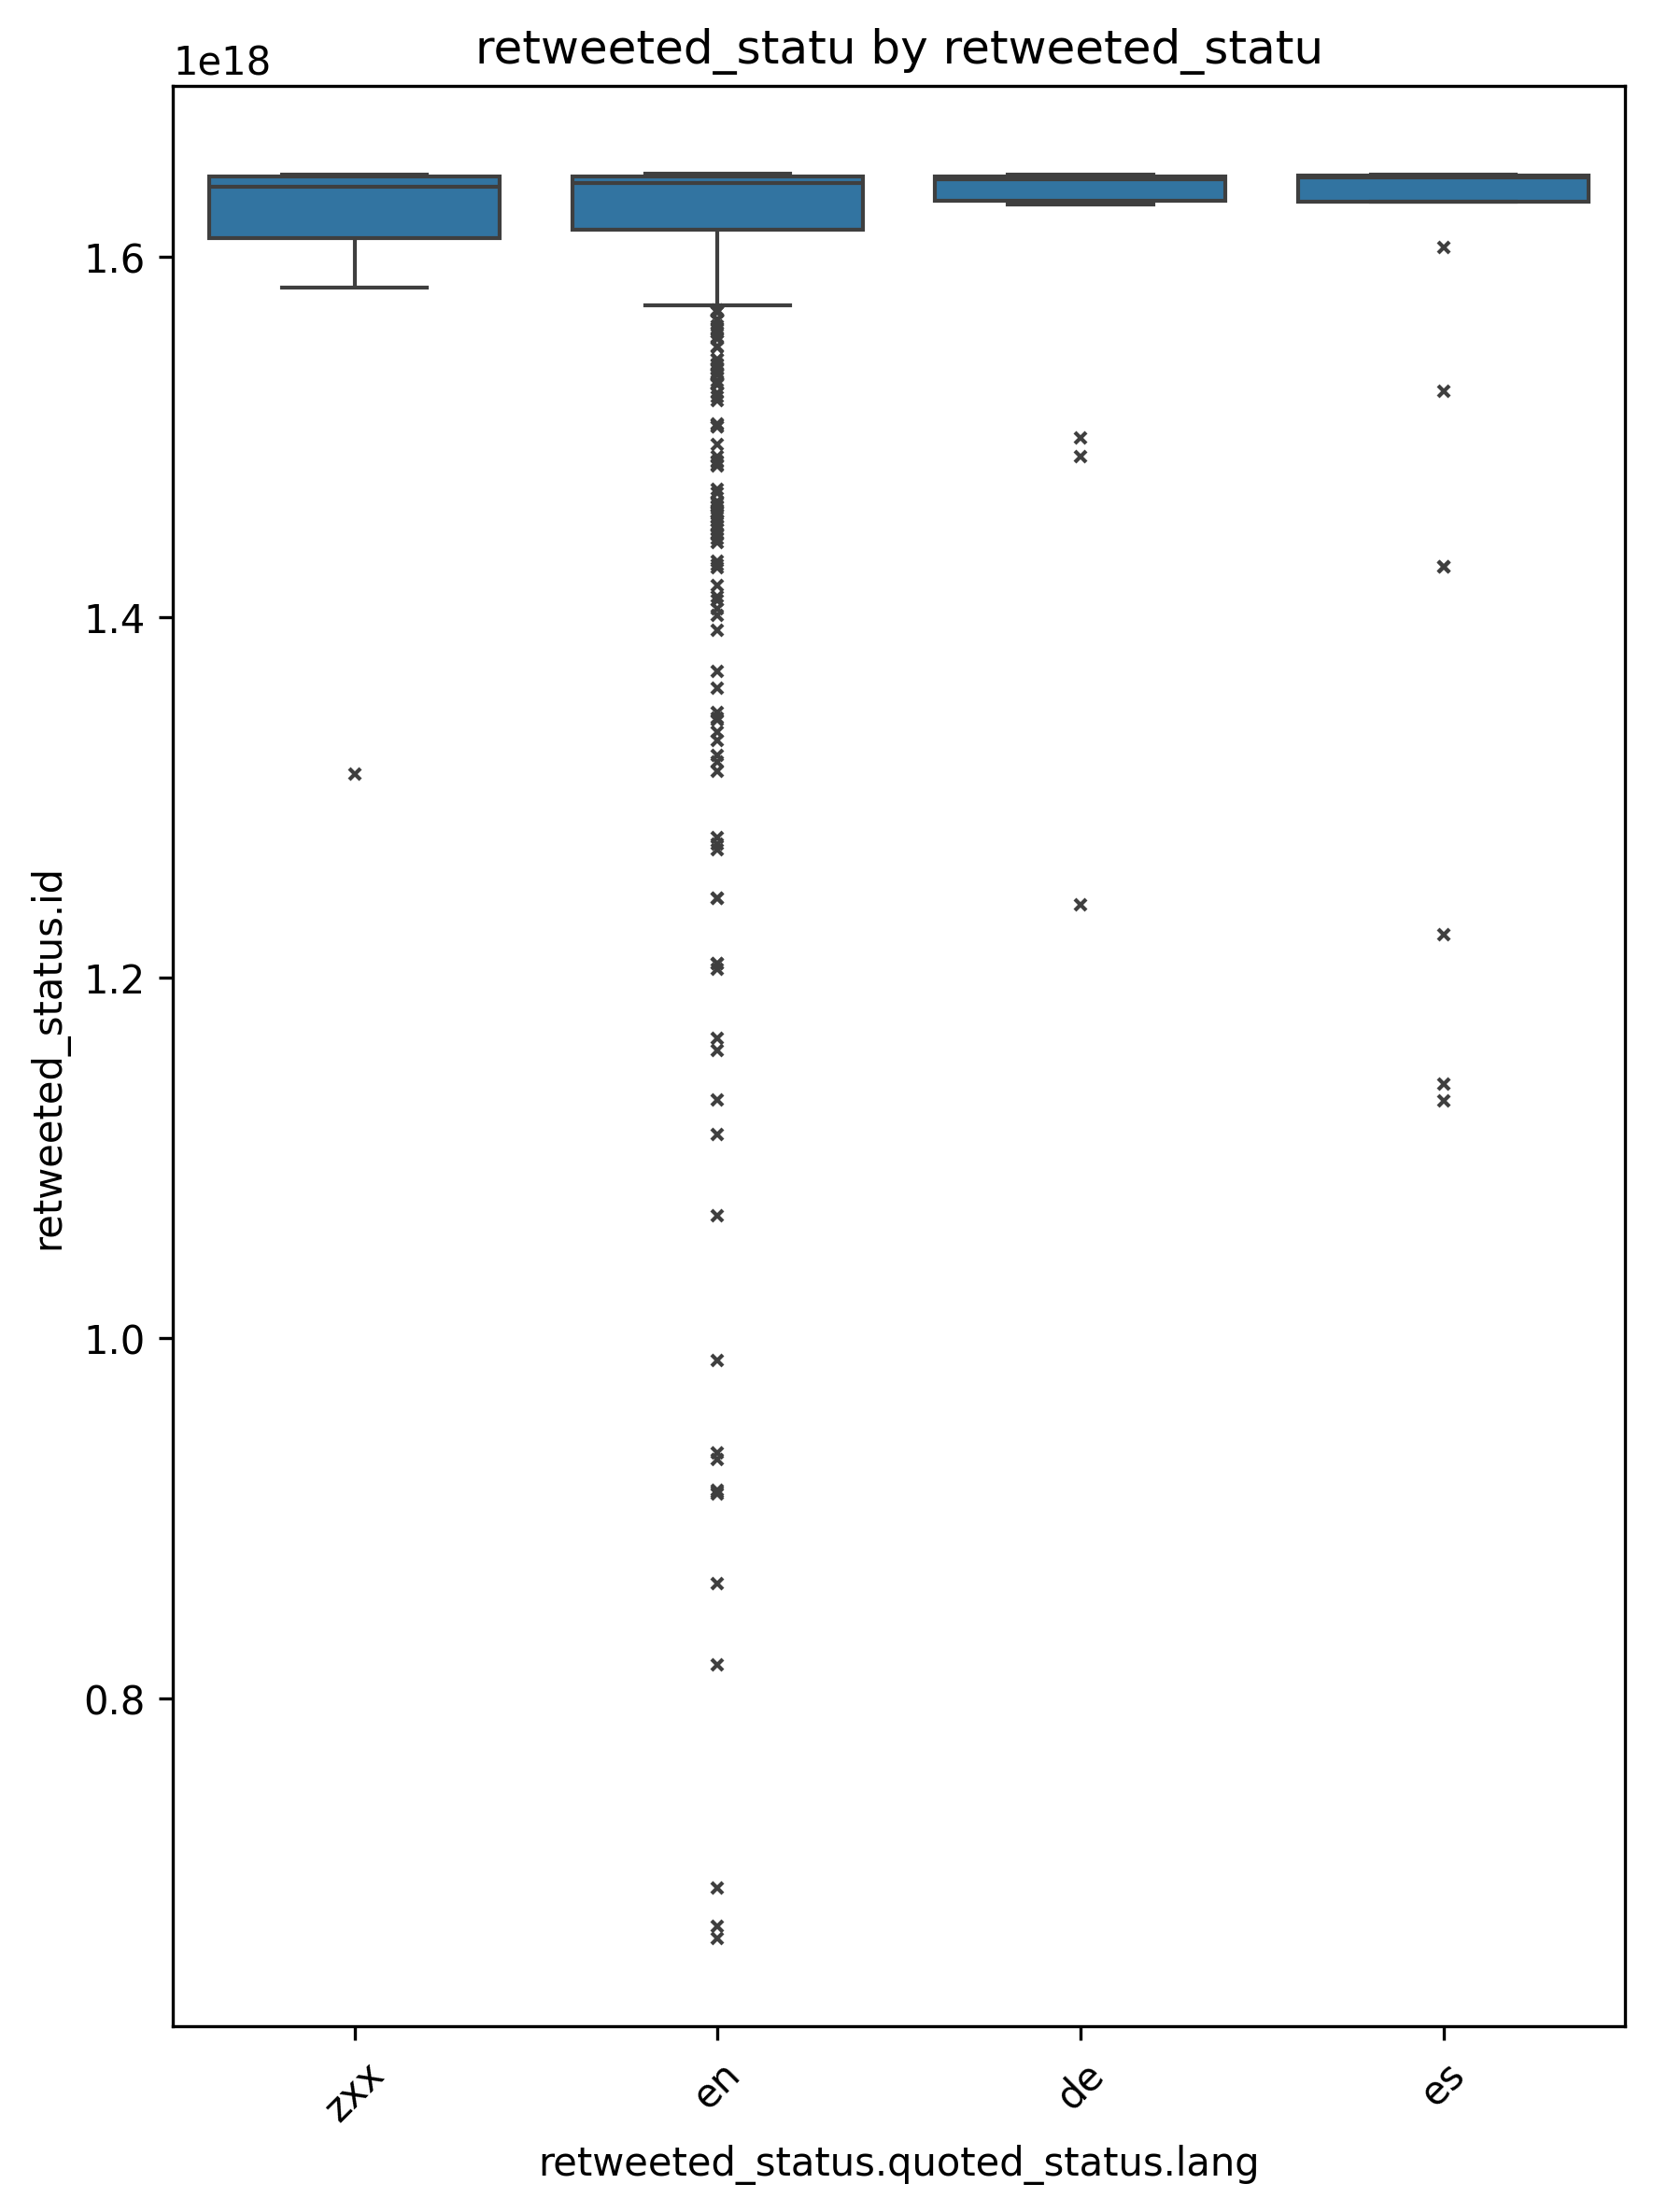 retweeted_statu by retweeted_statu
1e18
1.6
1.4
1.2
1.0
0.8
retweeted_status.id
zxx
en
de
es
retweeted_status.quoted_status.lang